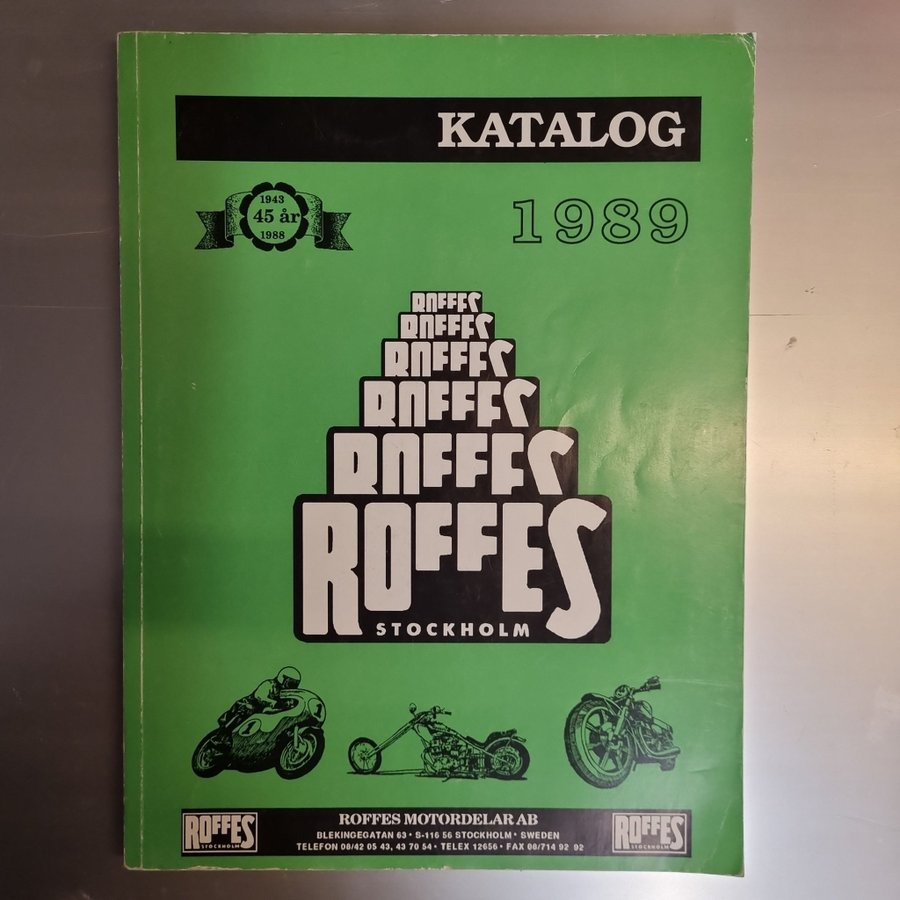 KATALOG
1943
45 år
1988
1989
ROFFES
ROFFES
ROFFES
ROFFES
ROFFES
ROFFES
STOCKHOLM
1
1
ROFFES
STOCKHOLM
ROFFES MOTORDELAR AB
BLEKINGEGATAN 63 • S-116 56 STOCKHOLM • SWEDEN
TELEFON 08/42 05 43, 43 70 54 • TELEX 12656 • FAX 08/714 92 92
ROFFES
STOCKHOLM